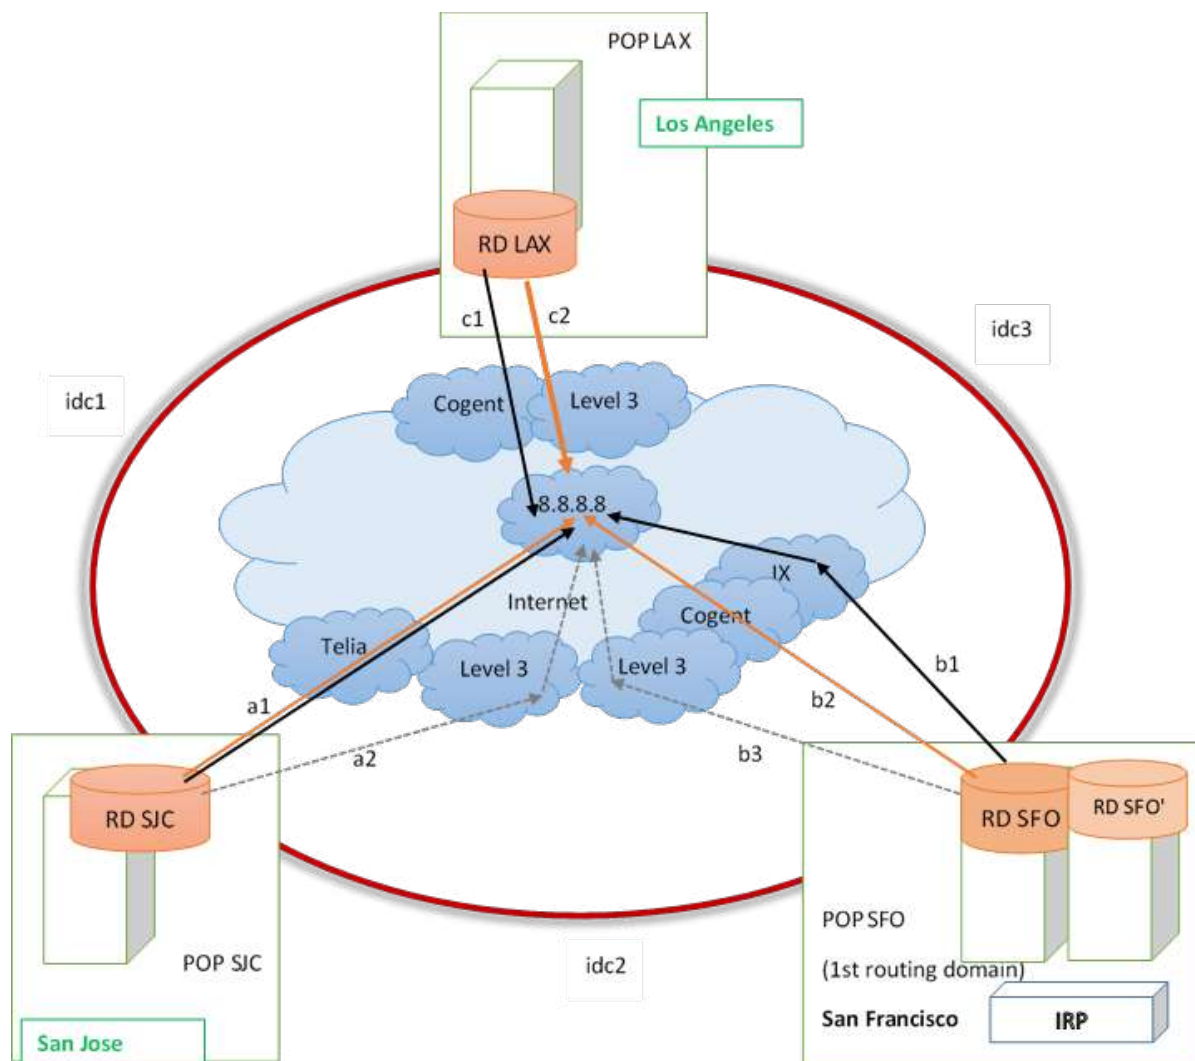 POP LAX
Los Angeles
RD LAX
c1
c2
idc3
idc1
Cogent
Level 3
8.8.8.8
IX
Internet
Cogent
Telia
Level 3
Level 3
b1
a1
b2
a2
b3
RD SJC
RD SFO
RD SFO'
POP SFO
POP SJC
idc2
(1st routing domain)
San Francisco
IRP
San Jose